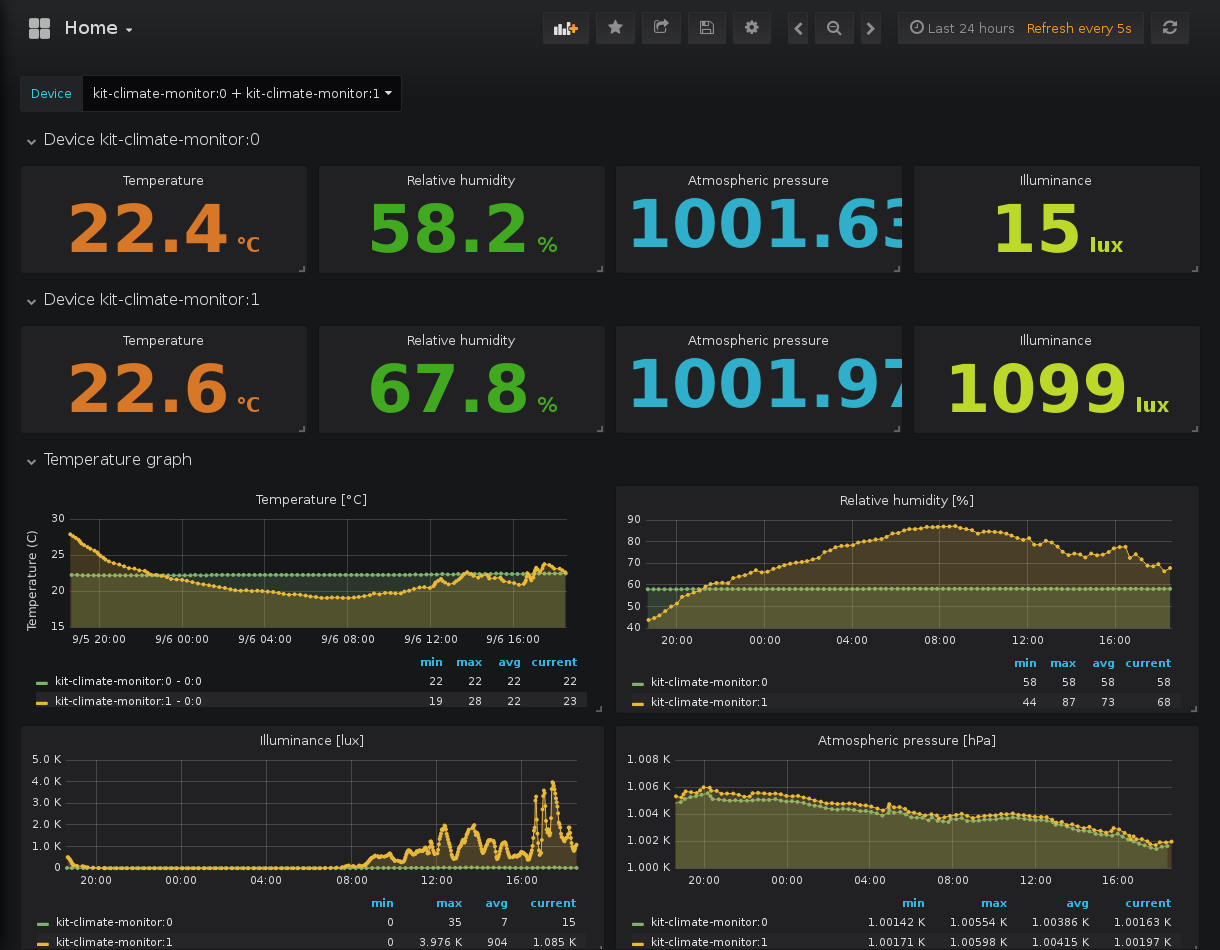 Home
Last 24 hours Refresh every 5s
Device kit-climate-monitor:0 + kit-climate-monitor:1
Device kit-climate-monitor:0
Temperature Relative humidity Atmospheric pressure Illuminance
22.4 °C 58.2 % 1001.63 15 lux
Device kit-climate-monitor:1
Temperature Relative humidity Atmospheric pressure Illuminance
22.6 °C 67.8 % 1001.97 1099 lux
Temperature graph
Temperature [°C]
Temperature (C)
30
25
20
15
9/5 20:00 9/6 00:00 9/6 04:00 9/6 08:00 9/6 12:00 9/6 16:00
min max avg current
kit-climate-monitor:0 - 0:0 22 22 22 22
kit-climate-monitor:1 - 0:0 19 28 22 23
Relative humidity [%]
90
80
70
60
50
40
20:00 00:00 04:00 08:00 12:00 16:00
min max avg current
kit-climate-monitor:0 58 58 58 58
kit-climate-monitor:1 44 87 73 68
Illuminance [lux]
5.0 K
4.0 K
3.0 K
2.0 K
1.0 K
0
20:00 00:00 04:00 08:00 12:00 16:00
min max avg current
kit-climate-monitor:0 0 35 7 15
kit-climate-monitor:1 0 3.976 K 904 1.085 K
Atmospheric pressure [hPa]
1.008 K
1.006 K
1.004 K
1.002 K
1.000 K
20:00 00:00 04:00 08:00 12:00 16:00
min max avg current
kit-climate-monitor:0 1.00142 K 1.00554 K 1.00386 K 1.00163 K
kit-climate-monitor:1 1.00171 K 1.00598 K 1.00415 K 1.00197 K